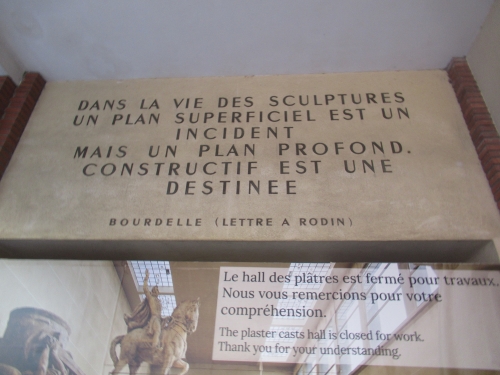 DANS LA VIE DES SCULPTURES
UN PLAN SUPERFICIEL EST UN
INCIDENT
MAIS UN PLAN PROFOND.
CONSTRUCTIF EST UNE
DESTINEE
BOURDELLE (LETTRE A RODIN)
Le hall des plâtres est fermé pour travaux.
Nous vous remercions pour votre
compréhension.
The plaster casts hall is closed for work.
Thank you for your understanding.